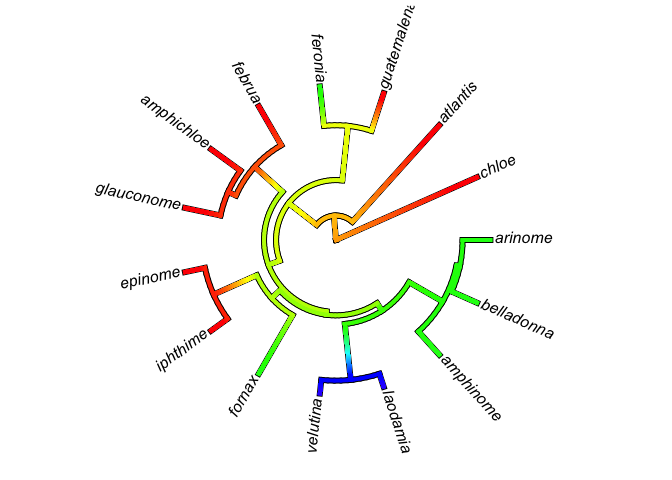 feronia
guatemalena
februa
atlantis
amphichloe
chloe
glauconome
arinome
epinome
belladonna
iphthime
amphinome
fornax
velutina
laodamia